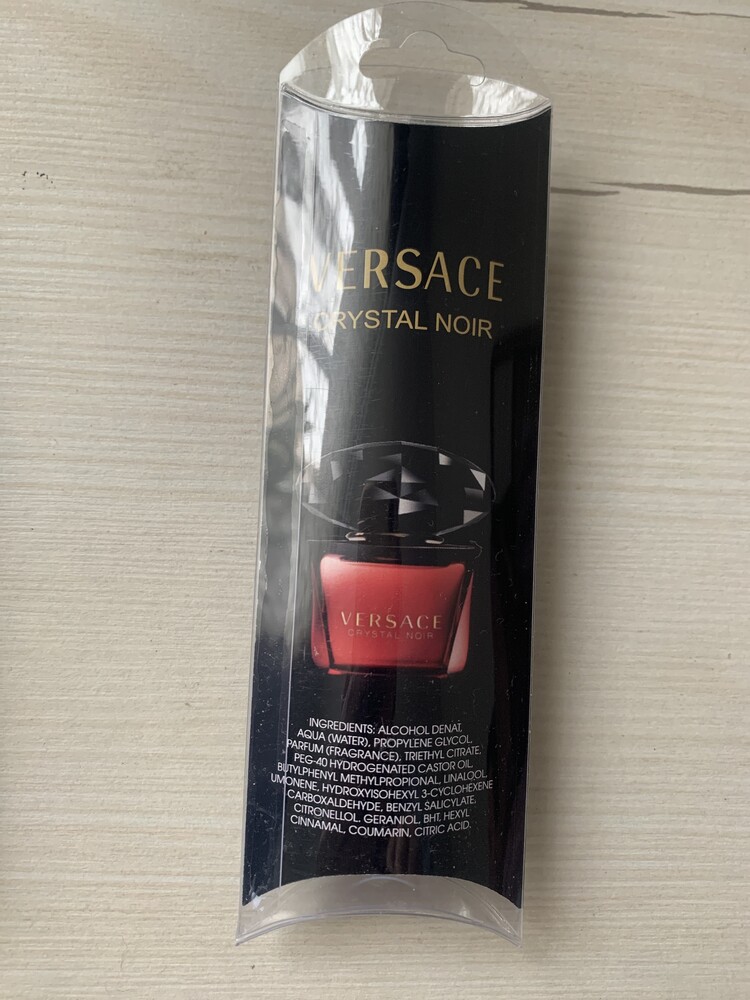 VERSACE
CRYSTAL NOIR
VERSACE
CRYSTAL NOIR
INGREDIENTS: ALCOHOL DENAT,
AQUA (WATER), PROPYLENE GLYCOL,
PARFUM (FRAGRANCE), TRIETHYL CITRATE,
PEG-40 HYDROGENATED CASTOR OIL,
BUTYLPHENYL METHYLPROPIONAL, LINALOOL,
LIMONENE, HYDROXYISOHEXYL 3-CYCLOHEXENE
CARBOXALDEHYDE, BENZYL SALICYLATE,
CITRONELLOL, GERANIOL, BHT, HEXYL
CINNAMAL, COUMARIN, CITRIC ACID.